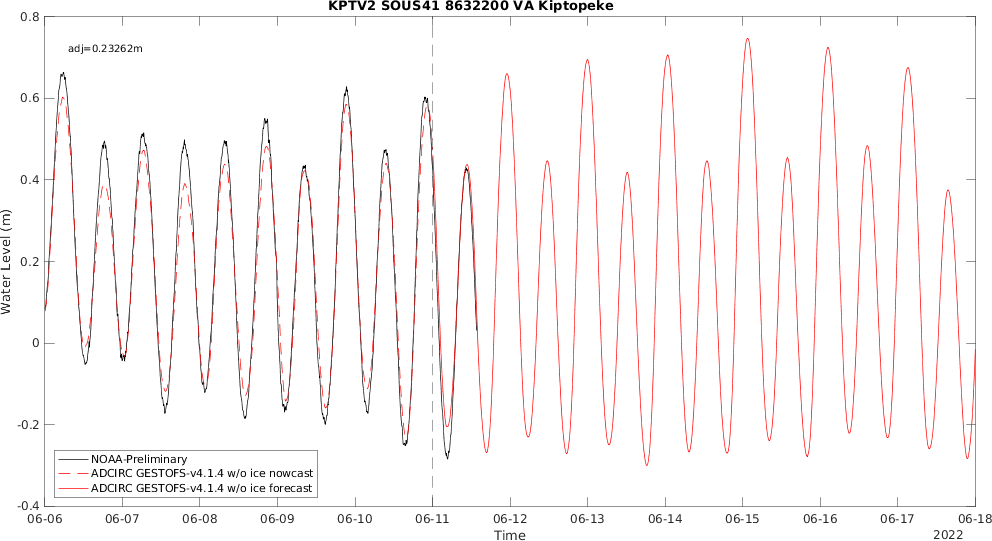 KPTV2 SOUS41 8632200 VA Kiptopeke
adj=0.23262m
0.8
0.6
0.4
0.2
0
-0.2
-0.4
Water Level (m)
NOAA-Preliminary
ADCIRC GESTOFS-v4.1.4 w/o ice nowcast
ADCIRC GESTOFS-v4.1.4 w/o ice forecast
06-06 06-07 06-08 06-09 06-10 06-11 06-12 06-13 06-14 06-15 06-16 06-17 06-18
Time
2022